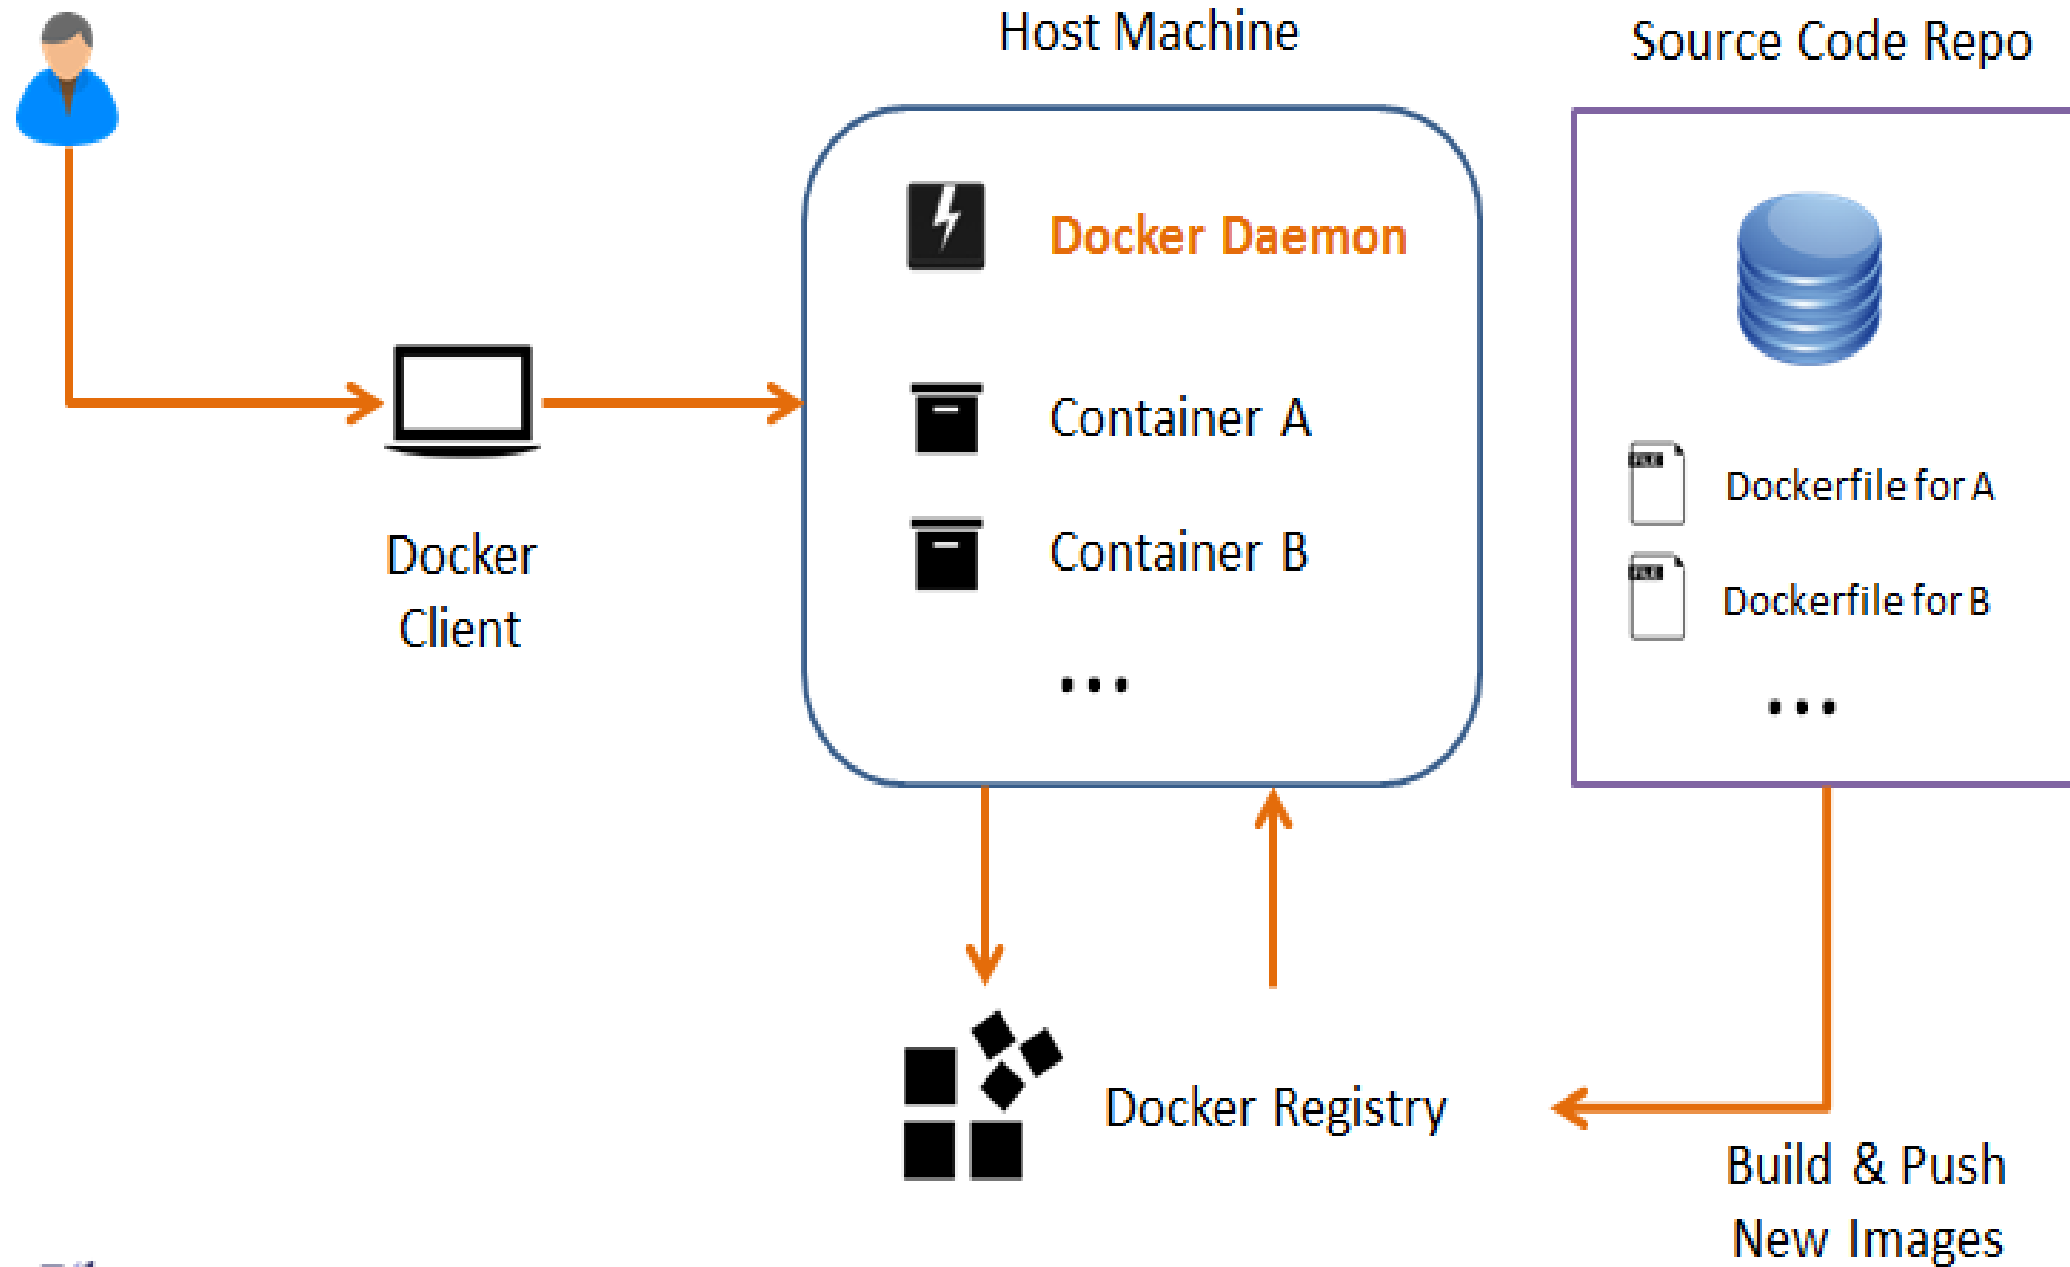 Host Machine
Source Code Repo
Docker Daemon
Container A
Container B
...
Dockerfile for A
Dockerfile for B
...
Docker
Client
Docker Registry
Build & Push
New Images